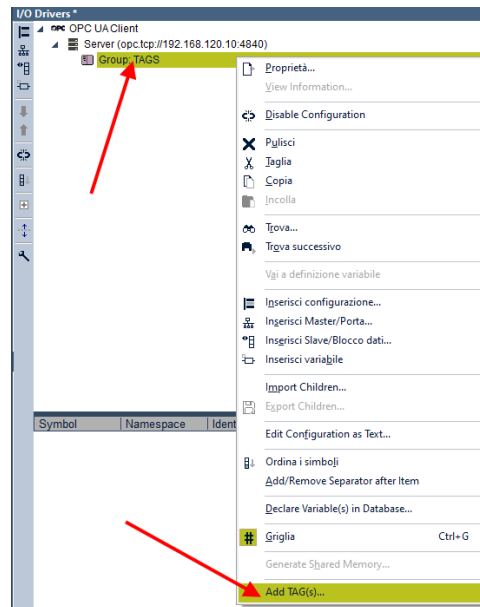 I/O Drivers *
OPC UA Client
Server (opc.tcp://192.168.120.10:4840)
Group: TAGS
Proprietà...
View Information...
Disable Configuration
Pulisci
Taglia
Copia
Incolla
Trova...
Trova successivo
Vai a definizione variabile
Inserisci configurazione...
Inserisci Master/Porta...
Inserisci Slave/Blocco dati...
Inserisci variabile
Import Children...
Export Children...
Edit Configuration as Text...
Ordina i simboli
Add/Remove Separator after Item
Declare Variable(s) in Database...
Griglia Ctrl+G
Generate Shared Memory...
Add TAG(s)...
Symbol Namespace Ident